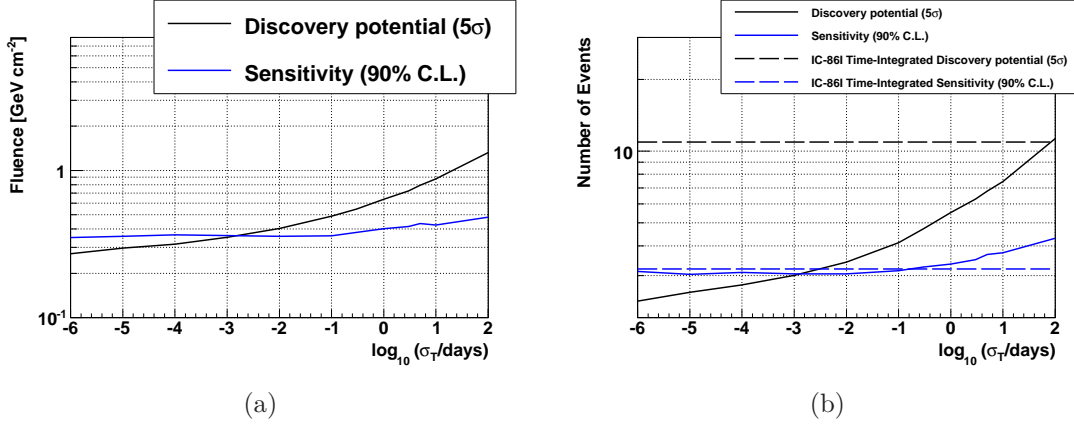 Discovery potential (5σ)
Sensitivity (90% C.L.)
Fluence [GeV cm⁻²]
1
10⁻¹
-6 -5 -4 -3 -2 -1 0 1 2
log₁₀ (σ_T/days)
(a)
Discovery potential (5σ)
Sensitivity (90% C.L.)
IC-86I Time-Integrated Discovery potential (5σ)
IC-86I Time-Integrated Sensitivity (90% C.L.)
Number of Events
10
-6 -5 -4 -3 -2 -1 0 1 2
log₁₀ (σ_T/days)
(b)